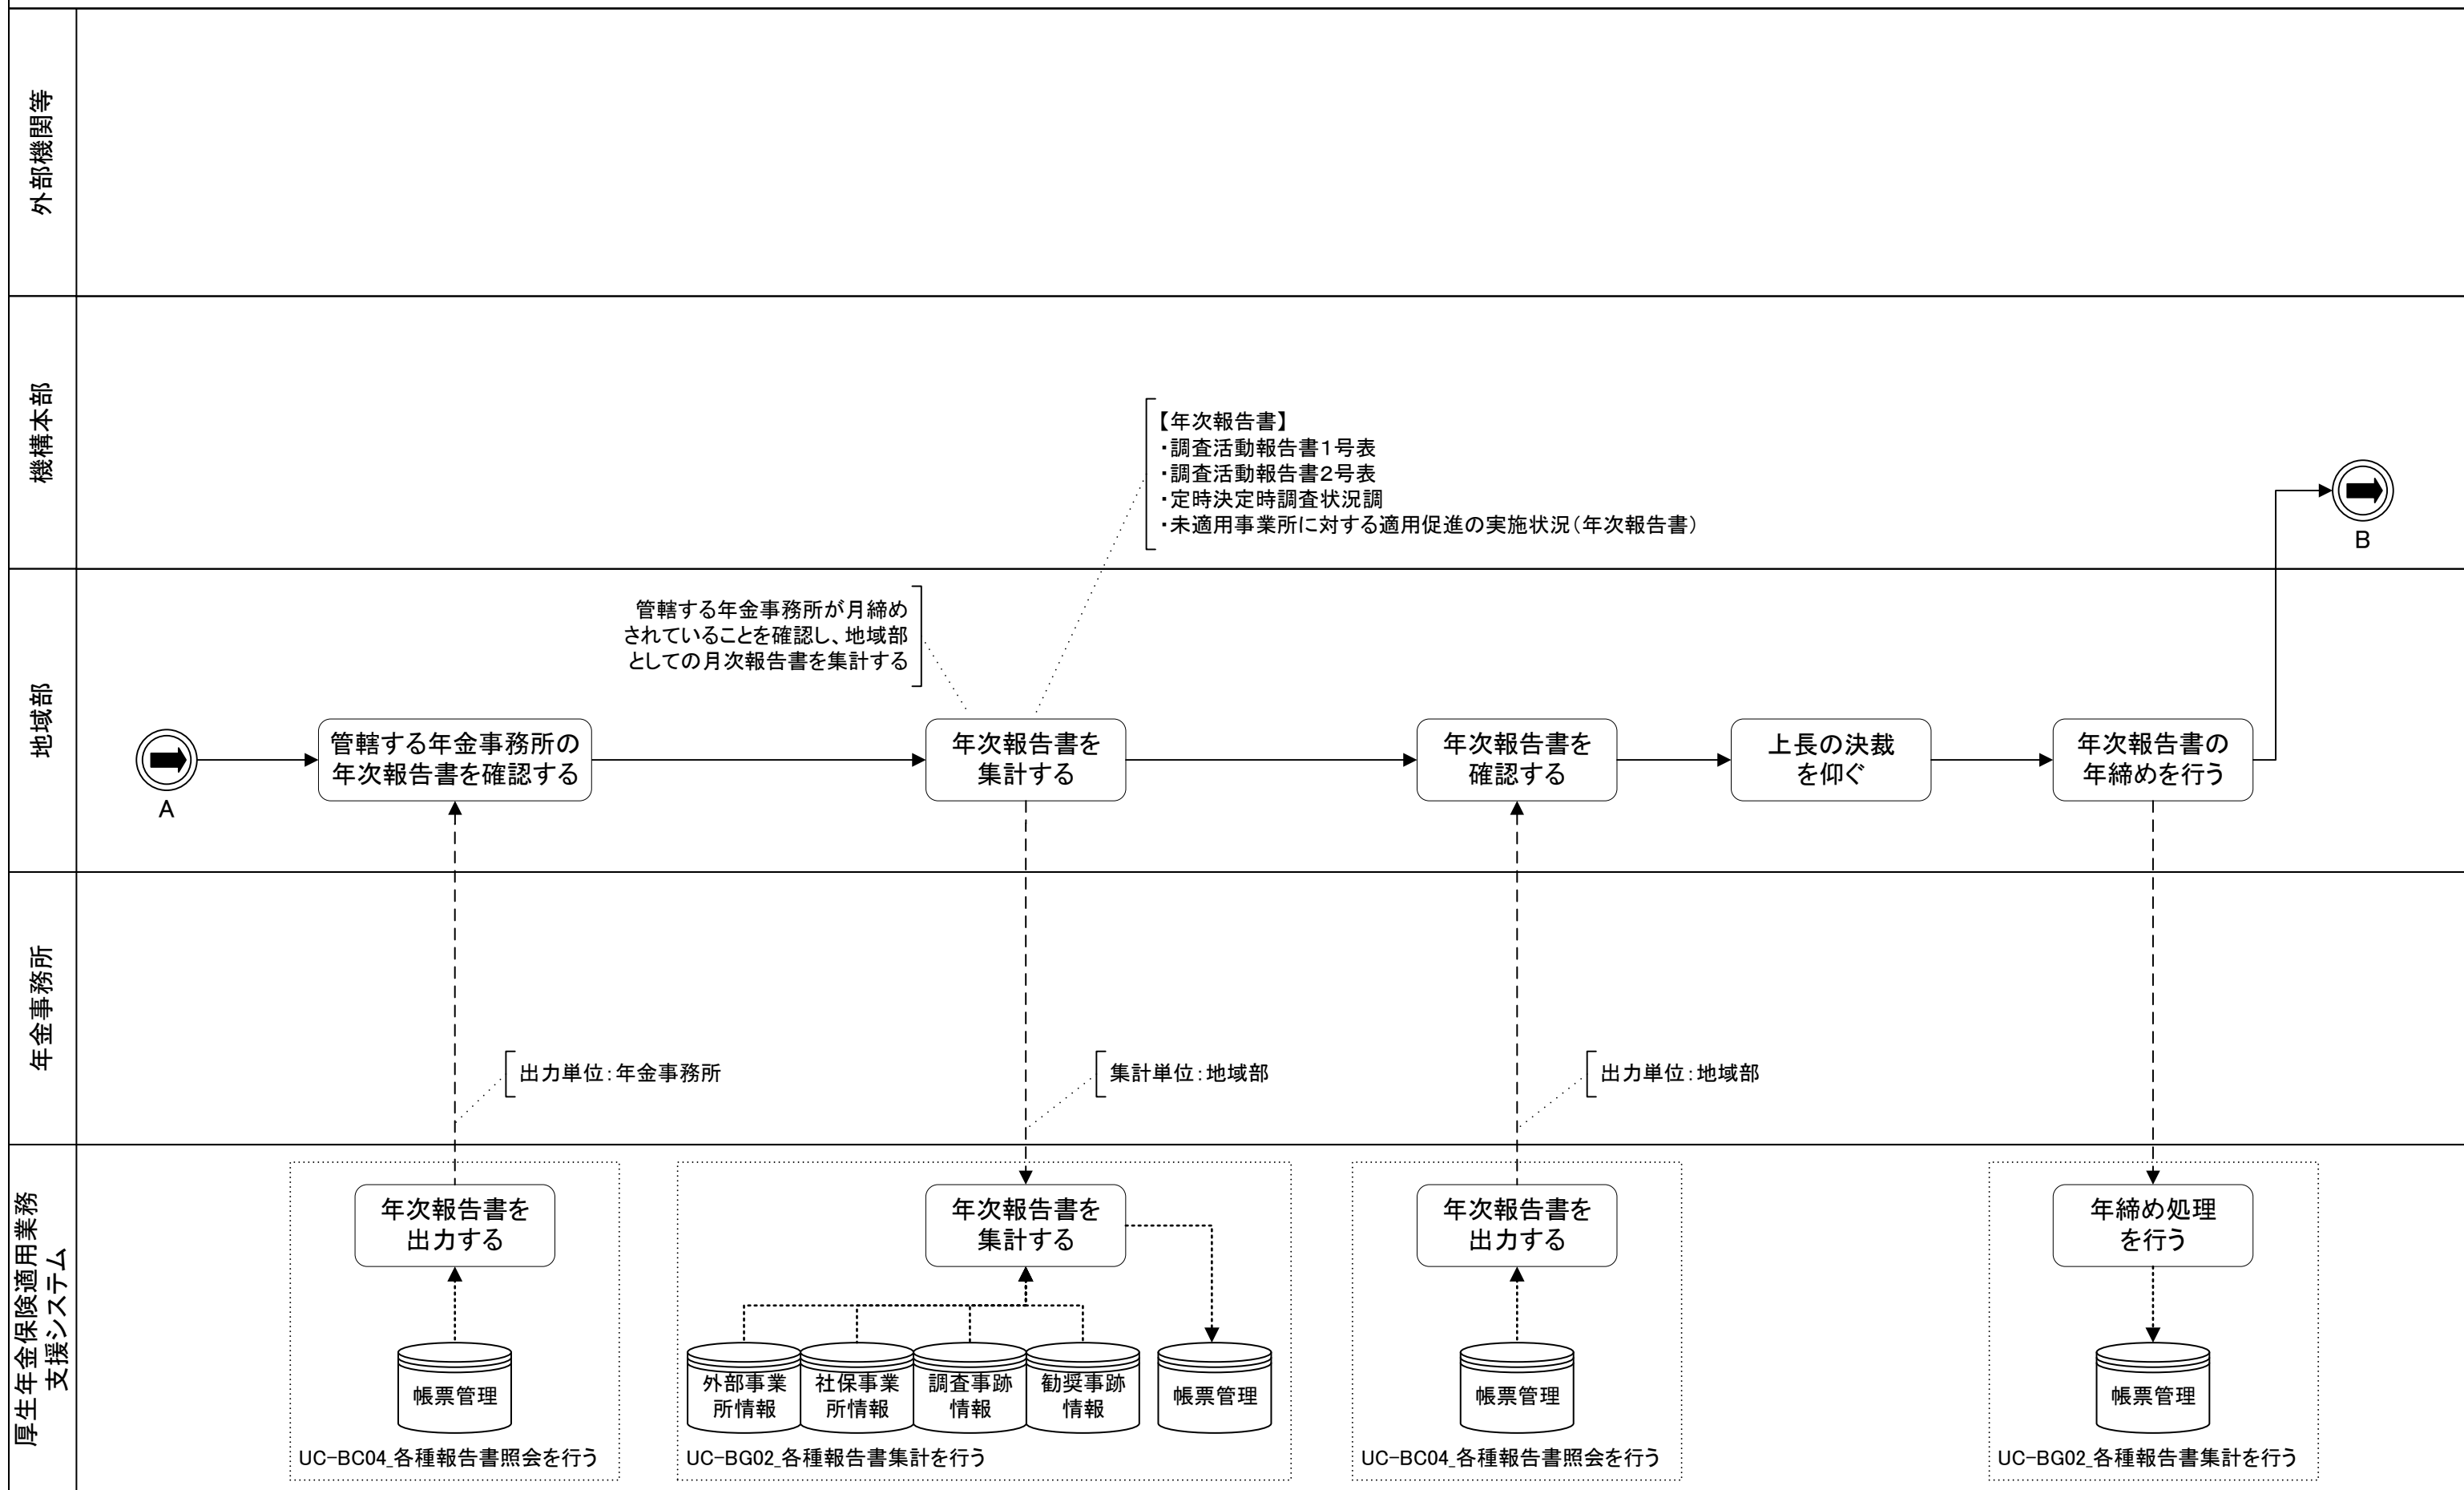 外部機関等
機構本部
【年次報告書】
・調査活動報告書１号表
・調査活動報告書２号表
・定時決定時調査状況調
・未適用事業所に対する適用促進の実施状況（年次報告書）
B
地域部
管轄する年金事務所が月締め
されていることを確認し、地域部
としての月次報告書を集計する
A
管轄する年金事務所の
年次報告書を確認する
年次報告書を
集計する
年次報告書を
確認する
上長の決裁
を仰ぐ
年次報告書の
年締めを行う
年金事務所
出力単位：年金事務所
集計単位：地域部
出力単位：地域部
厚生年金保険適用業務
支援システム
年次報告書を
出力する
帳票管理
UC-BC04_各種報告書照会を行う
年次報告書を
集計する
外部事業
所情報
社保事業
所情報
調査事跡
情報
勧奨事跡
情報
帳票管理
UC-BG02_各種報告書集計を行う
年次報告書を
出力する
帳票管理
UC-BC04_各種報告書照会を行う
年締め処理
を行う
帳票管理
UC-BG02_各種報告書集計を行う